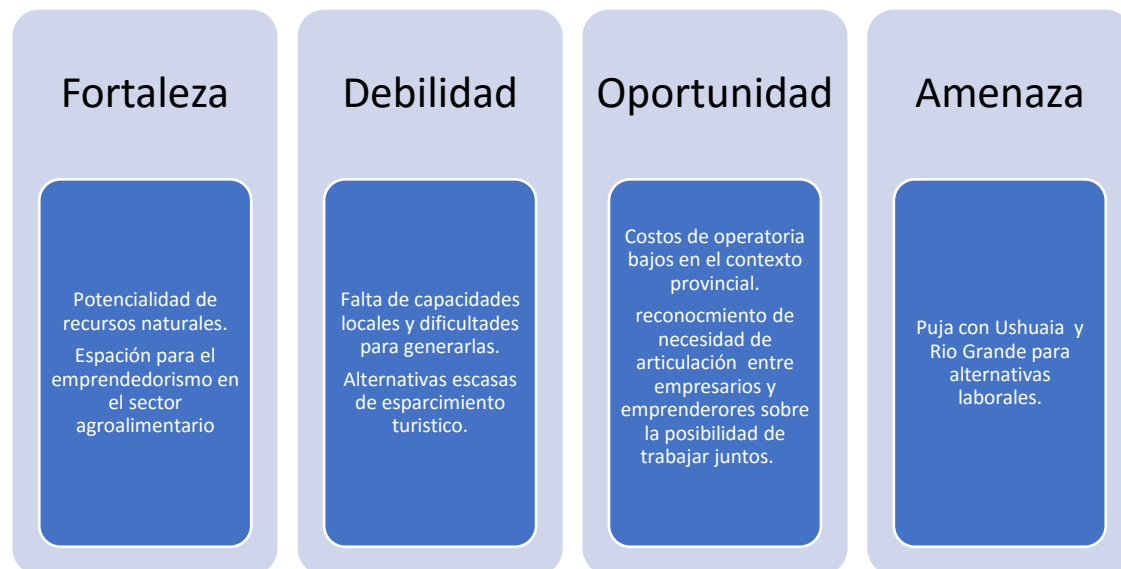 Fortaleza
Potencialidad de
recursos naturales.
Espación para el
emprendedorismo en
el sector
agroalimentario
Debilidad
Falta de capacidades
locales y dificultades
para generarlas.
Alternativas escasas
de esparcimiento
turistico.
Oportunidad
Costos de operatoria
bajos en el contexto
provincial.
reconocmiento de
necesidad de
articulación entre
empresarios y
emprenderores sobre
la posibilidad de
trabajar juntos.
Amenaza
Puja con Ushuaia y
Rio Grande para
alternativas
laborales.